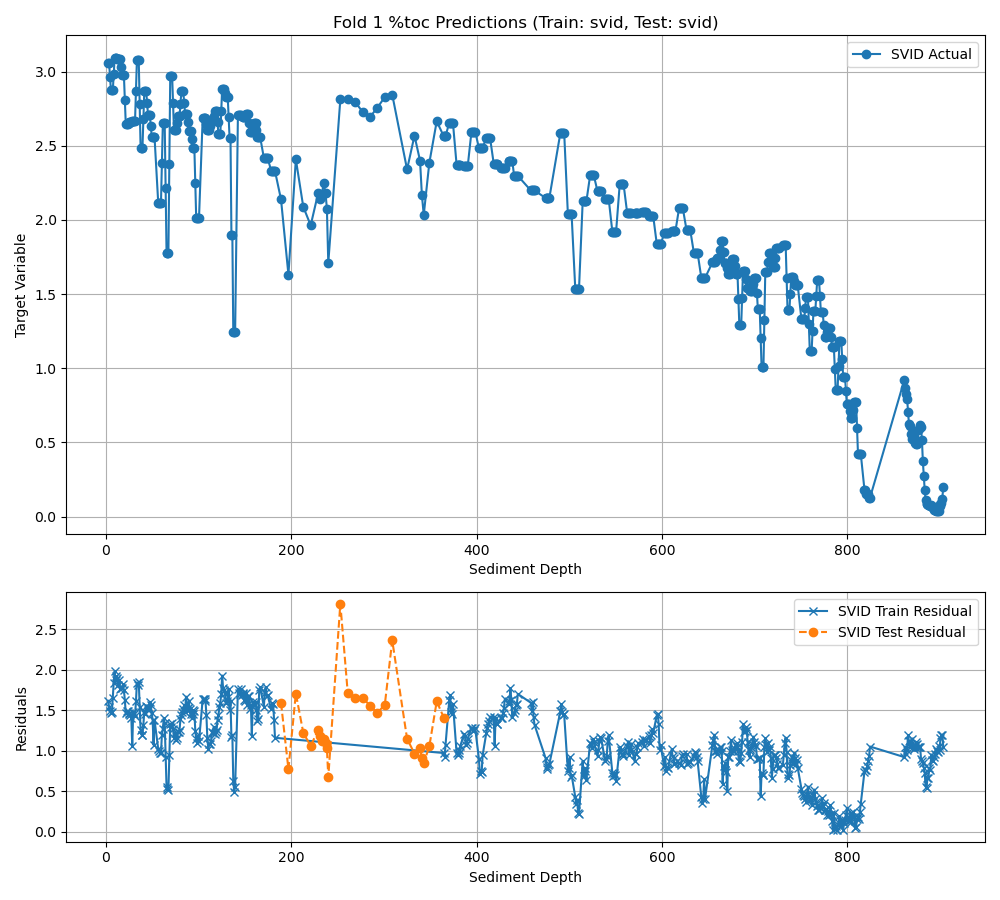 Fold 1 %toc Predictions (Train: svid, Test: svid)
SVID Actual
Target Variable
3.0
2.5
2.0
1.5
1.0
0.5
0.0
0 200 400 600 800
Sediment Depth
SVID Train Residual
SVID Test Residual
Residuals
2.5
2.0
1.5
1.0
0.5
0.0
0 200 400 600 800
Sediment Depth